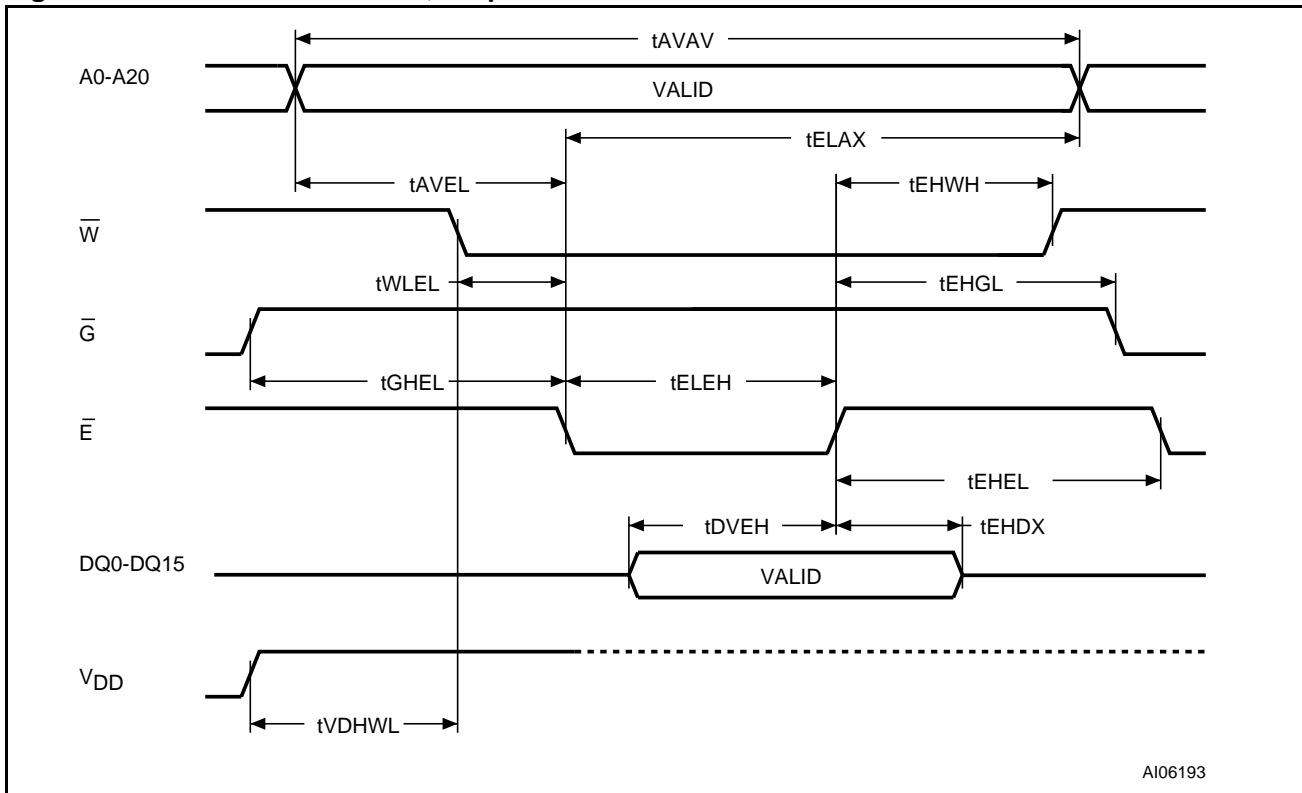 tAVAV
A0-A20
VALID
tELAX
tAVEL
tEHWH
W̅
tWLEL
tEHGL
G̅
tGHEL
tELEH
E̅
tEHEL
tDVEH
tEHDX
DQ0-DQ15
VALID
VDD
tVDHWL
AI06193